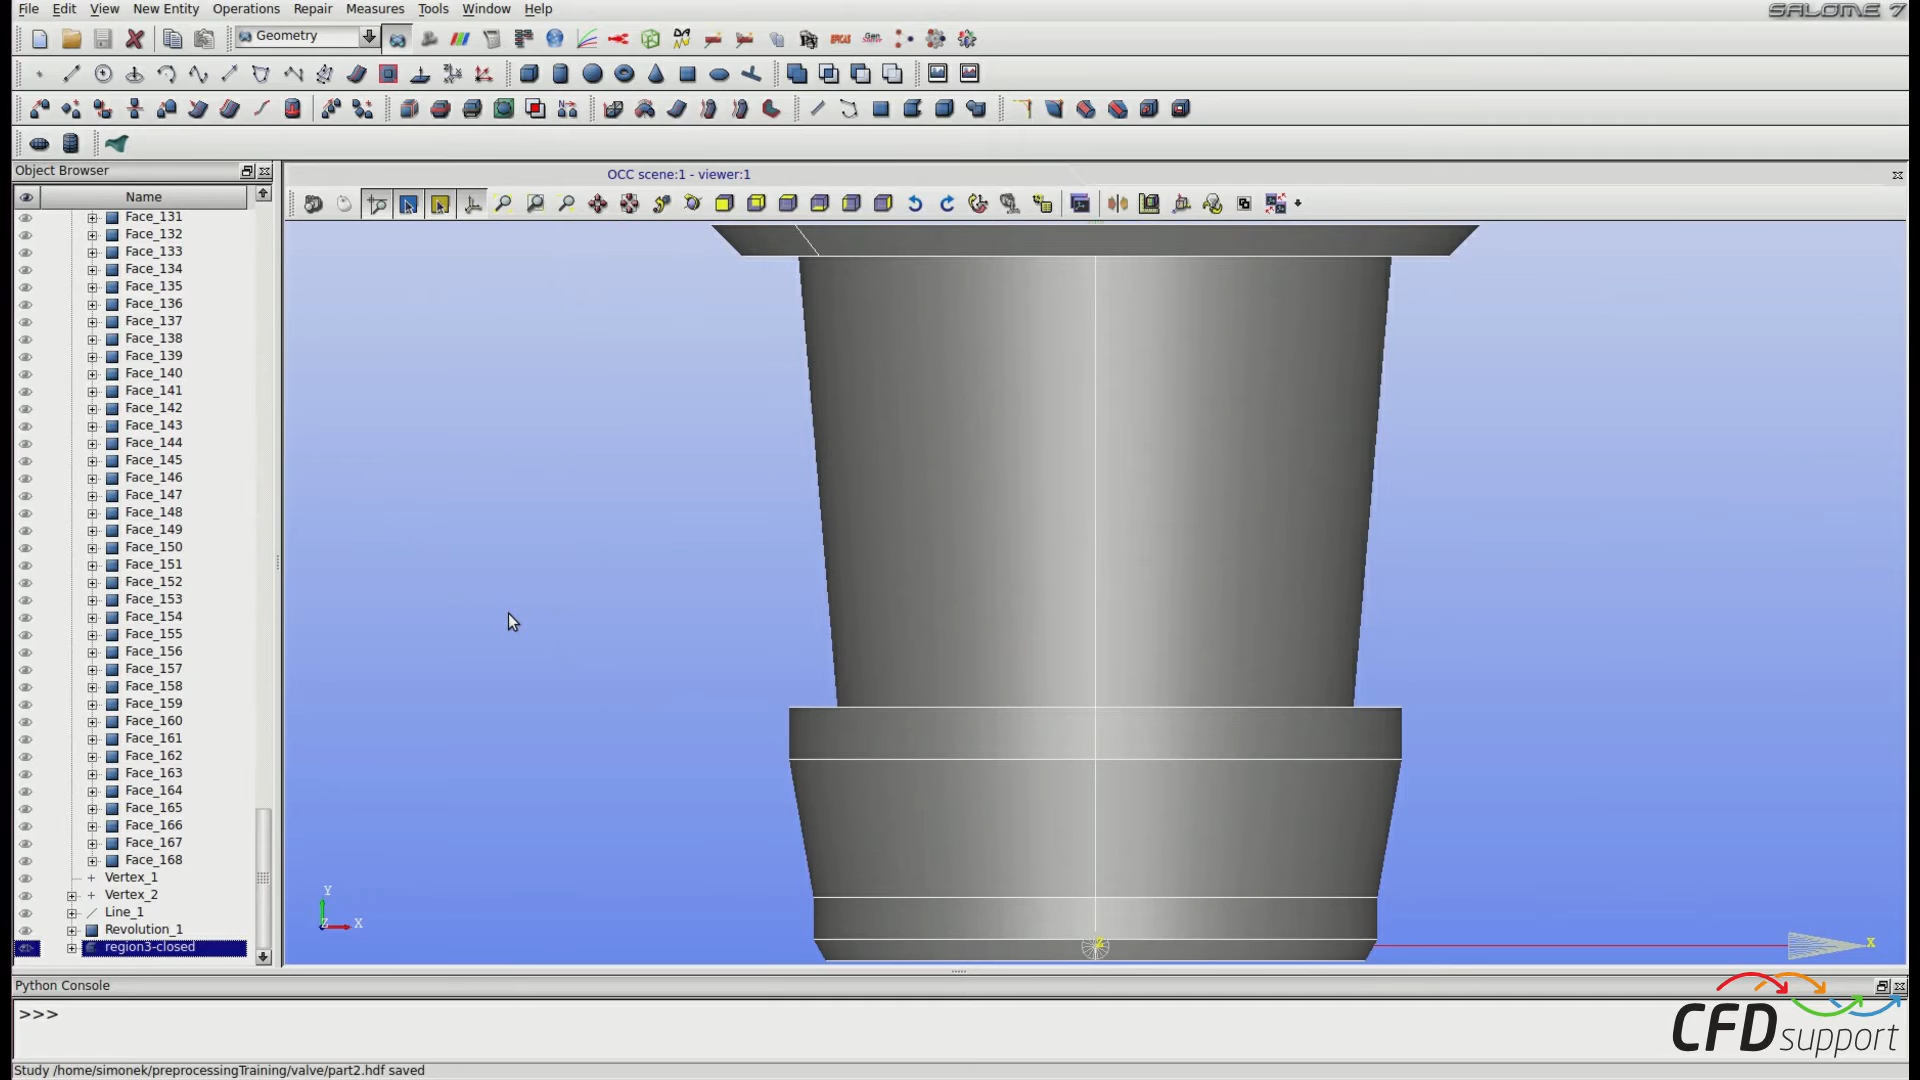 File Edit View New Entity Operations Repair Measures Tools Window Help
SALOME 7
Geometry
Object Browser
OCC scene:1 - viewer:1
Name
Face_131
Face_132
Face_133
Face_134
Face_135
Face_136
Face_137
Face_138
Face_139
Face_140
Face_141
Face_142
Face_143
Face_144
Face_145
Face_146
Face_147
Face_148
Face_149
Face_150
Face_151
Face_152
Face_153
Face_154
Face_155
Face_156
Face_157
Face_158
Face_159
Face_160
Face_161
Face_162
Face_163
Face_164
Face_165
Face_166
Face_167
Face_168
Vertex_1
Vertex_2
Line_1
Revolution_1
region3-closed
Y
Z X
Z
X
Python Console
>>>
CFD support
Study /home/simonek/preprocessingTraining/valve/part2.hdf saved